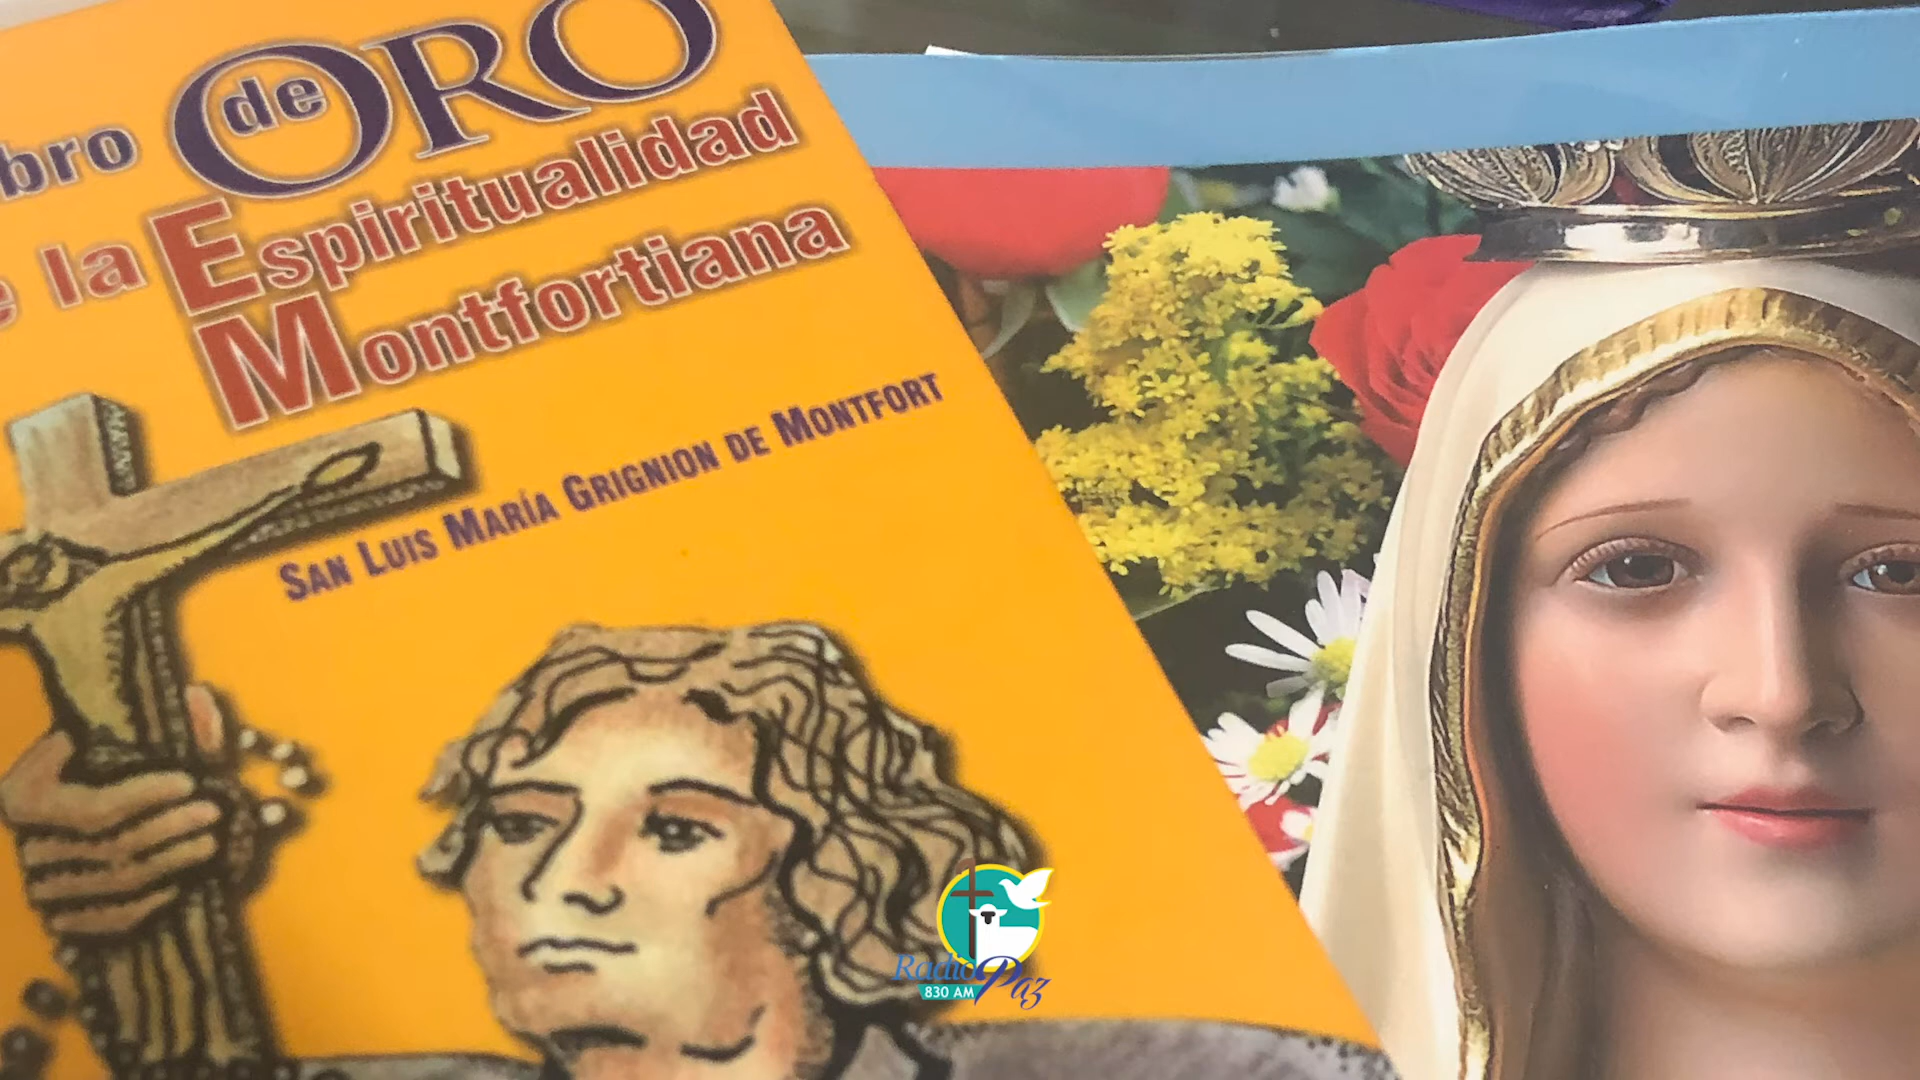 bro de ORO
e la Espiritualidad
Montfortiana
San Luis María Grignion de Montfort
Radio Paz
830 AM